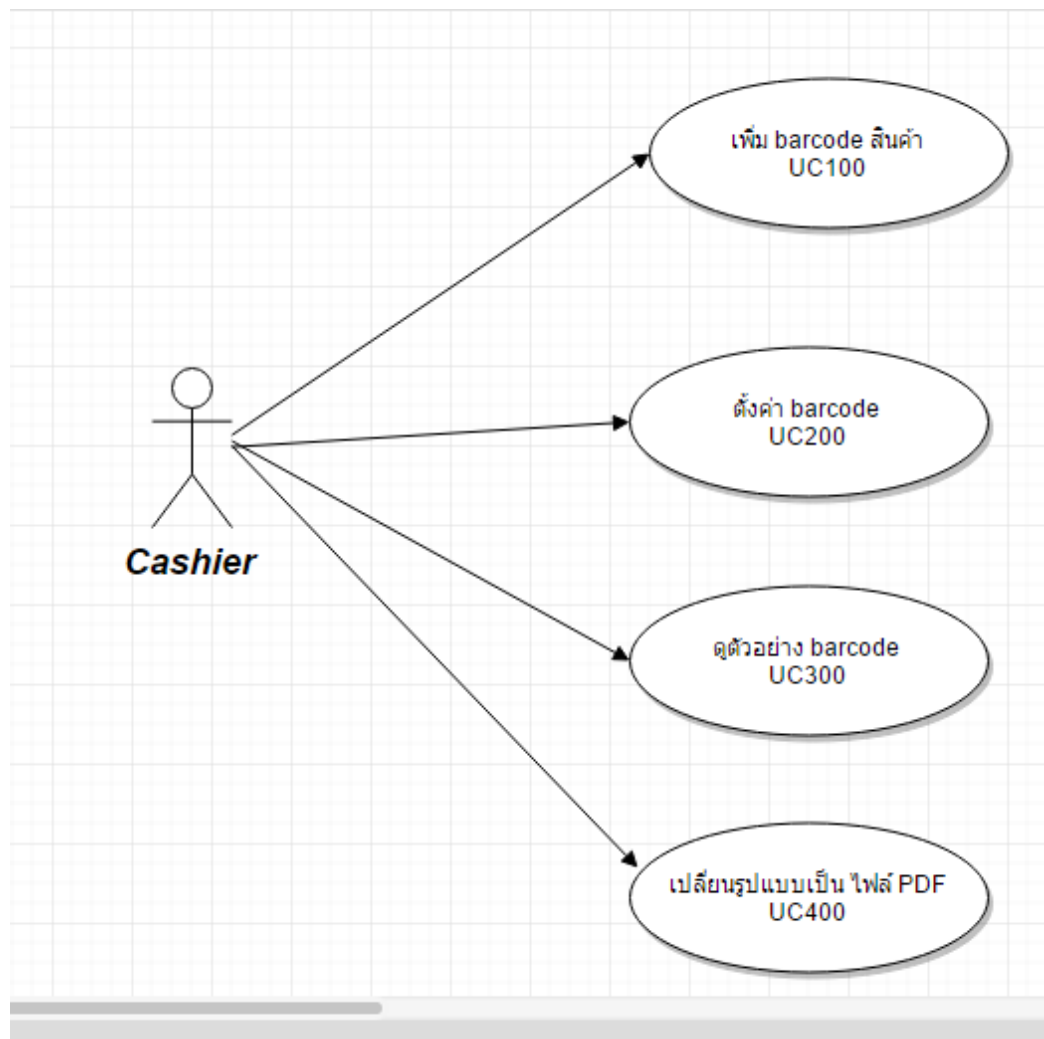 เพิ่ม barcode สินค้า
UC100
ตั้งค่า barcode
UC200
Cashier
ดูตัวอย่าง barcode
UC300
เปลี่ยนรูปแบบเป็น ไฟล์ PDF
UC400